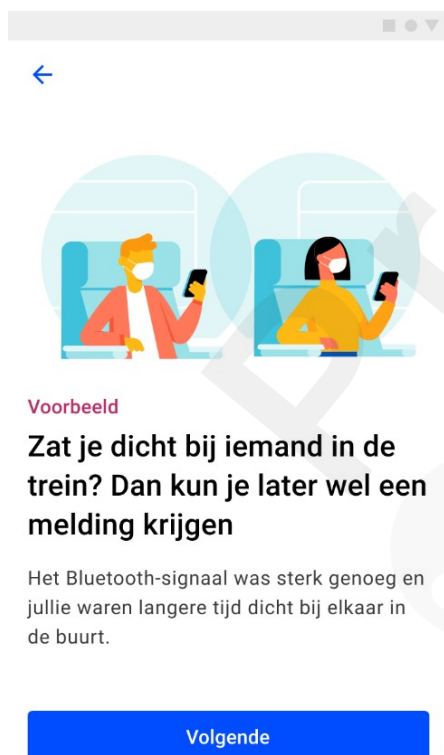 Voorbeeld
Zat je dicht bij iemand in de
trein? Dan kun je later wel een
melding krijgen
Het Bluetooth-signaal was sterk genoeg en
jullie waren langere tijd dicht bij elkaar in
de buurt.
Volgende